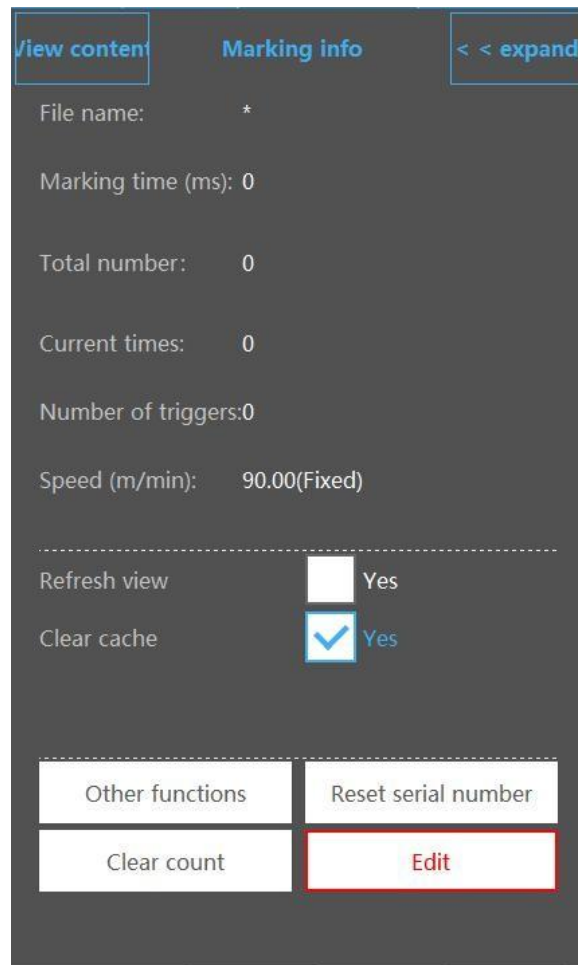 View content Marking info < < expand
File name: *
Marking time (ms): 0
Total number: 0
Current times: 0
Number of triggers:0
Speed (m/min): 90.00(Fixed)
Refresh view Yes
Clear cache Yes
Other functions Reset serial number
Clear count Edit